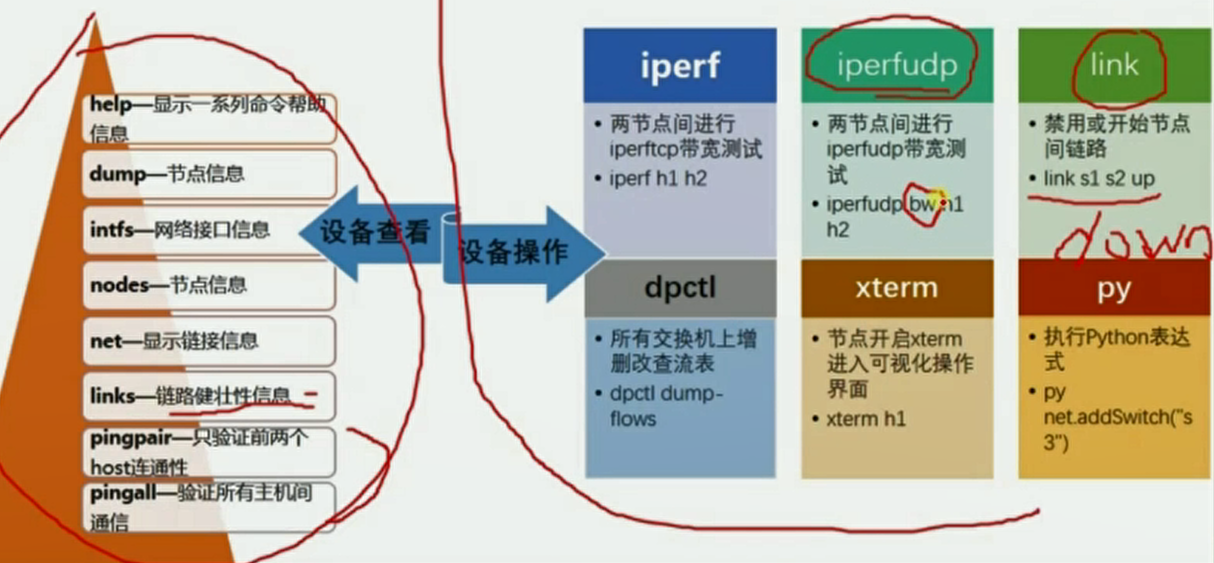 help—显示一系列命令帮助
信息
dump—节点信息
intfs—网络接口信息
nodes—节点信息
net—显示链接信息
links—链路健壮性信息
pingpair—只验证前两个
host连通性
pingall—验证所有主机间
通信
设备查看
设备操作
iperf
• 两节点间进行
iperftcp带宽测试
• iperf h1 h2
iperfudp
• 两节点间进行
iperfudp带宽测
试
• iperfudp bw h1
h2
link
• 禁用或开始节点
间链路
• link s1 s2 up
down
dpctl
• 所有交换机上增
删改查流表
• dpctl dump-
flows
xterm
• 节点开启xterm
进入可视化操作
界面
• xterm h1
py
• 执行Python表达
式
• py
net.addSwitch("s
3")